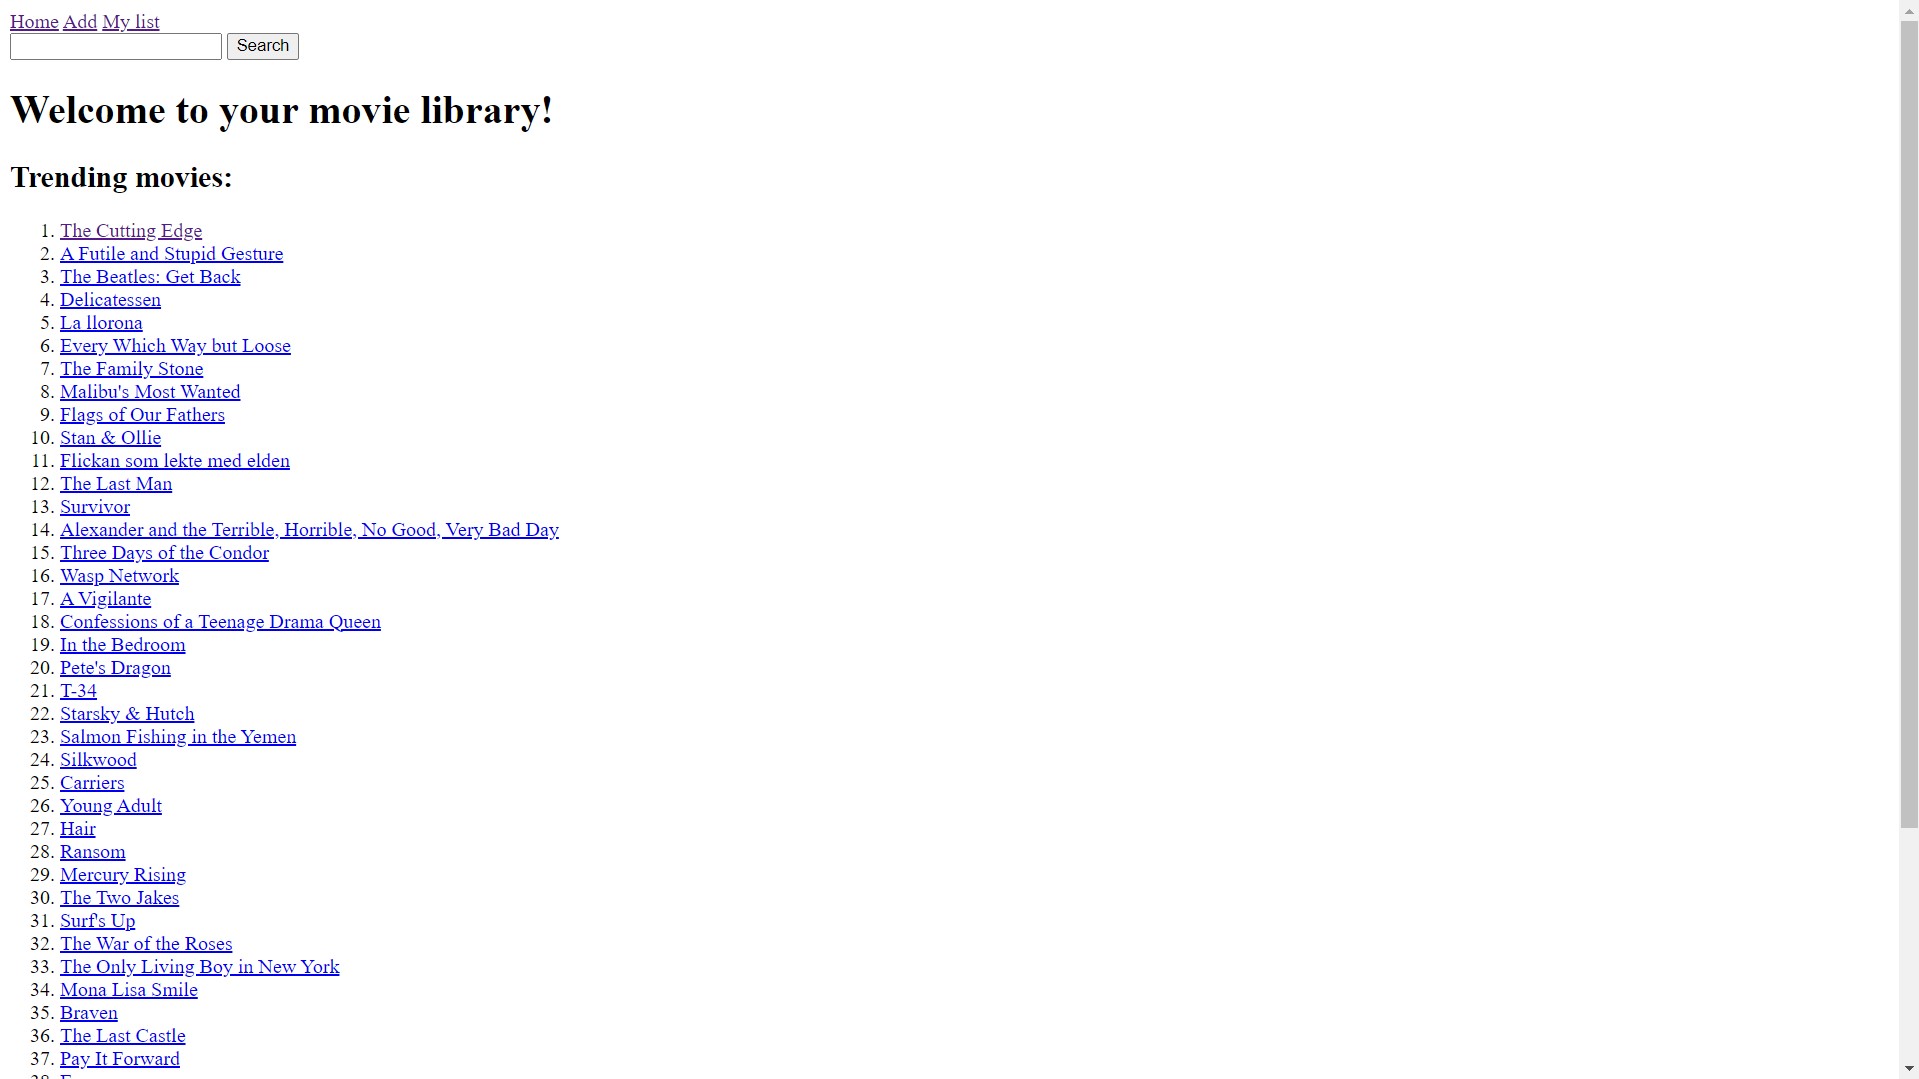 Home Add My list
Search
Welcome to your movie library!
Trending movies:
1. The Cutting Edge
2. A Futile and Stupid Gesture
3. The Beatles: Get Back
4. Delicatessen
5. La llorona
6. Every Which Way but Loose
7. The Family Stone
8. Malibu's Most Wanted
9. Flags of Our Fathers
10. Stan & Ollie
11. Flickan som lekte med elden
12. The Last Man
13. Survivor
14. Alexander and the Terrible, Horrible, No Good, Very Bad Day
15. Three Days of the Condor
16. Wasp Network
17. A Vigilante
18. Confessions of a Teenage Drama Queen
19. In the Bedroom
20. Pete's Dragon
21. T-34
22. Starsky & Hutch
23. Salmon Fishing in the Yemen
24. Silkwood
25. Carriers
26. Young Adult
27. Hair
28. Ransom
29. Mercury Rising
30. The Two Jakes
31. Surf's Up
32. The War of the Roses
33. The Only Living Boy in New York
34. Mona Lisa Smile
35. Braven
36. The Last Castle
37. Pay It Forward